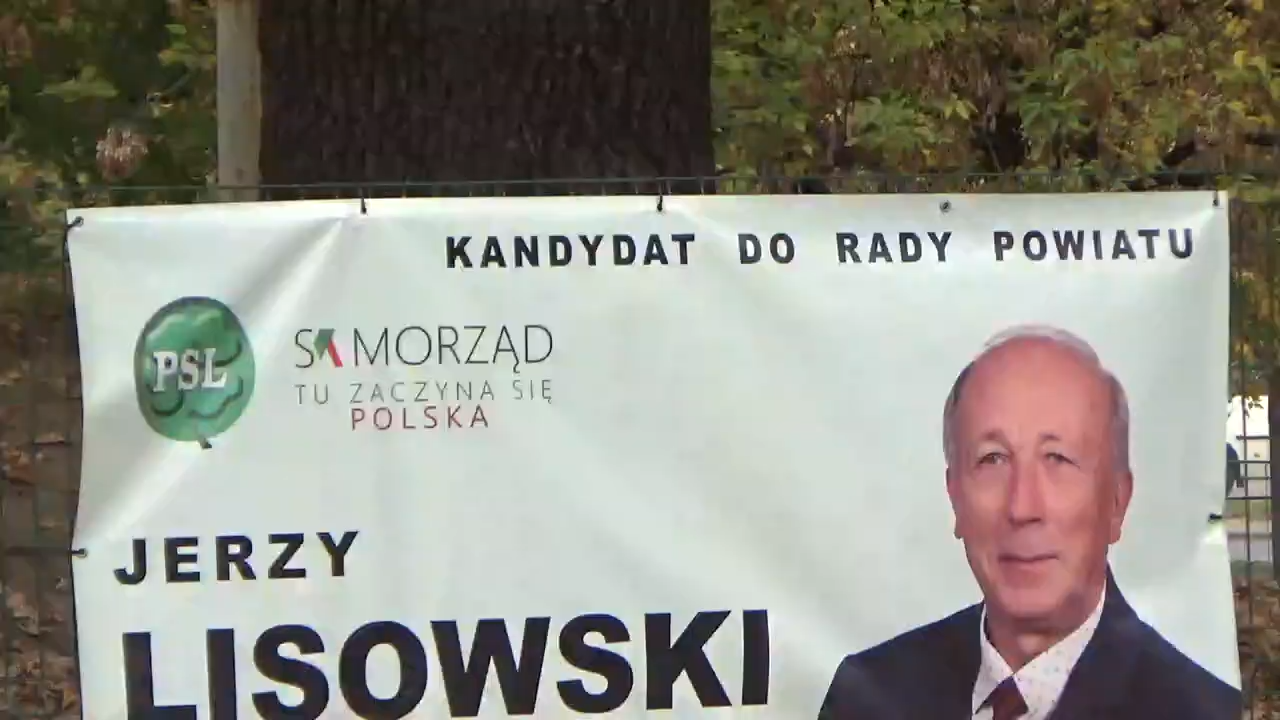 KANDYDAT DO RADY POWIATU
PSL
SAMORZĄD
TU ZACZYNA SIĘ
POLSKA
JERZY
LISOWSKI